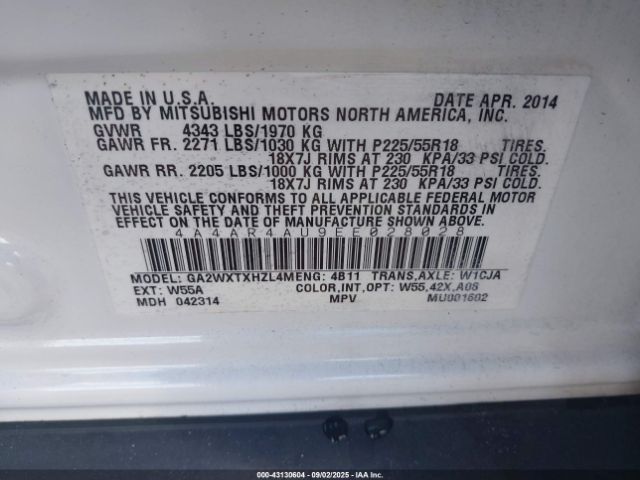 MADE IN U.S.A. DATE APR. 2014
MFD BY MITSUBISHI MOTORS NORTH AMERICA, INC.
GVWR 4343 LBS/1970 KG
GAWR FR. 2271 LBS/1030 KG WITH P225/55R18 TIRES.
18X7J RIMS AT 230 KPA/33 PSI COLD.
GAWR RR. 2205 LBS/1000 KG WITH P225/55R18 TIRES.
18X7J RIMS AT 230 KPA/33 PSI COLD.
THIS VEHICLE CONFORMS TO ALL APPLICABLE FEDERAL MOTOR
VEHICLE SAFETY AND THEFT PREVENTION STANDARDS IN
EFFECT ON THE DATE OF MANUFACTURE SHOWN ABOVE.
4A4AR4AU9EE028028
MODEL: GA2WXTXHZL4MENG: 4B11 TRANS,AXLE: W1CJA
EXT: W55A COLOR,INT,OPT: W55,42X,A08
MDH 042314 MPV MU001602
000-43130604 | 09/02/2025 - IAAI.COM